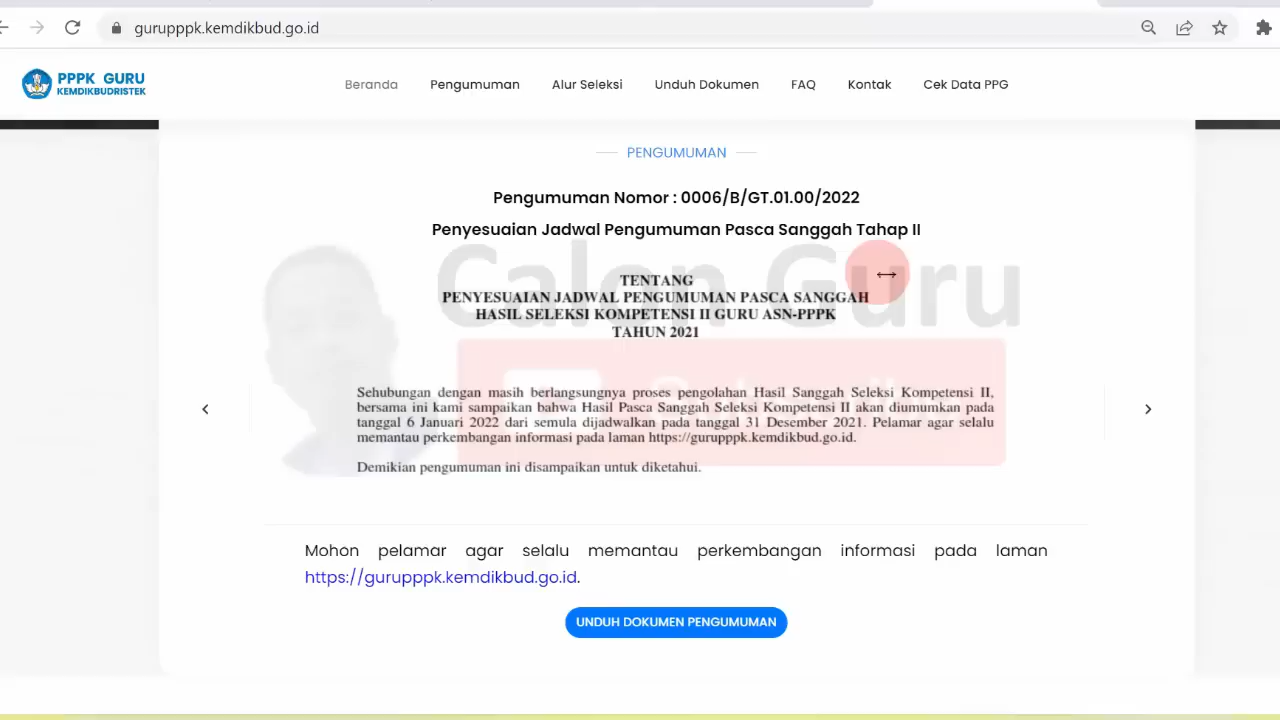 gurupppk.kemdikbud.go.id
PPPK GURU
KEMDIKBUDRISTEK
Beranda
Pengumuman
Alur Seleksi
Unduh Dokumen
FAQ
Kontak
Cek Data PPG
PENGUMUMAN
Pengumuman Nomor : 0006/B/GT.01.00/2022
Penyesuaian Jadwal Pengumuman Pasca Sanggah Tahap II
Calon Guru
TENTANG
PENYESUAIAN JADWAL PENGUMUMAN PASCA SANGGAH
HASIL SELEKSI KOMPETENSI II GURU ASN-PPPK
TAHUN 2021
Sehubungan dengan masih berlangsungnya proses pengolahan Hasil Sanggah Seleksi Kompetensi II,
bersama ini kami sampaikan bahwa Hasil Pasca Sanggah Seleksi Kompetensi II akan diumumkan pada
tanggal 6 Januari 2022 dari semula dijadwalkan pada tanggal 31 Desember 2021. Pelamar agar selalu
memantau perkembangan informasi pada laman https://gurupppk.kemdikbud.go.id.
Demikian pengumuman ini disampaikan untuk diketahui.
Mohon pelamar agar selalu memantau perkembangan informasi pada laman
https://gurupppk.kemdikbud.go.id.
UNDUH DOKUMEN PENGUMUMAN